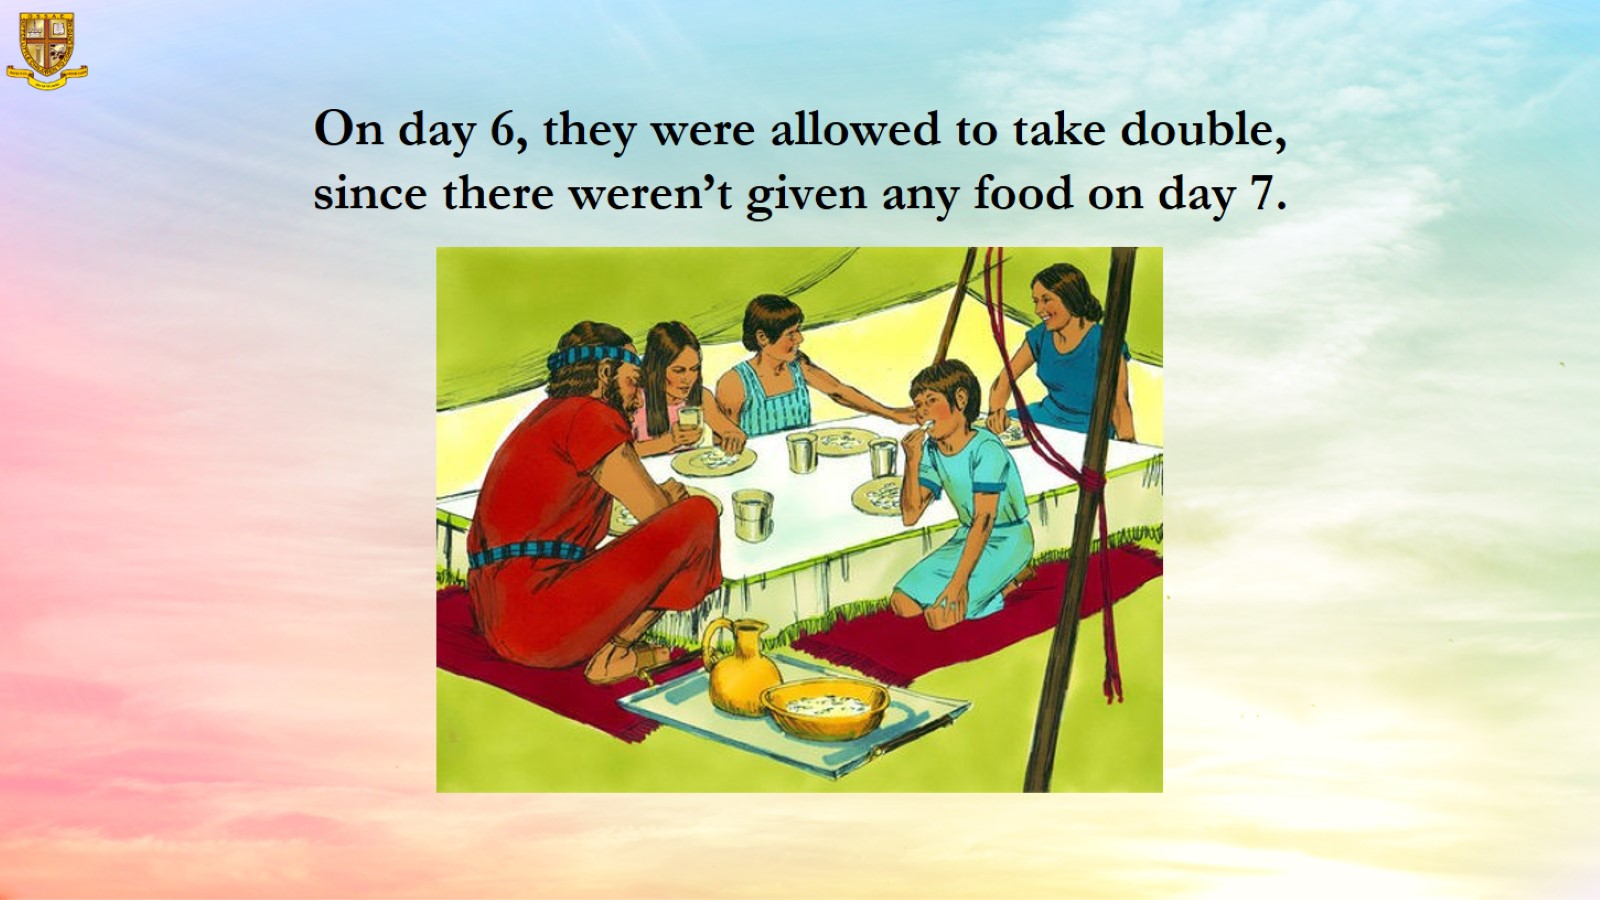 On day 6, they were allowed to take double,
since there weren’t given any food on day 7.